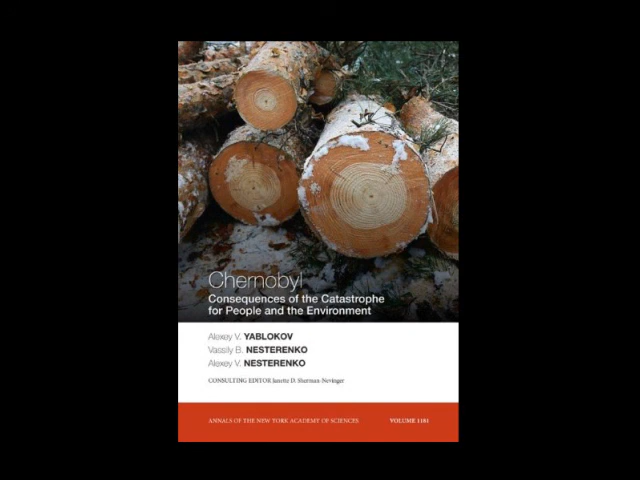 Chernobyl
Consequences of the Catastrophe
for People and the Environment
Alexey V. YABLOKOV
Vassily B. NESTERENKO
Alexey V. NESTERENKO
CONSULTING EDITOR Janette D. Sherman-Nevinger
ANNALS OF THE NEW YORK ACADEMY OF SCIENCES VOLUME 1181